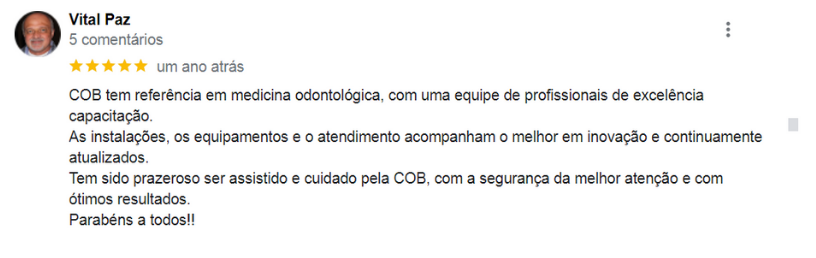 Vital Paz
5 comentários
um ano atrás
COB tem referência em medicina odontológica, com uma equipe de profissionais de excelência
capacitação.
As instalações, os equipamentos e o atendimento acompanham o melhor em inovação e continuamente
atualizados.
Tem sido prazeroso ser assistido e cuidado pela COB, com a segurança da melhor atenção e com
ótimos resultados.
Parabéns a todos!!